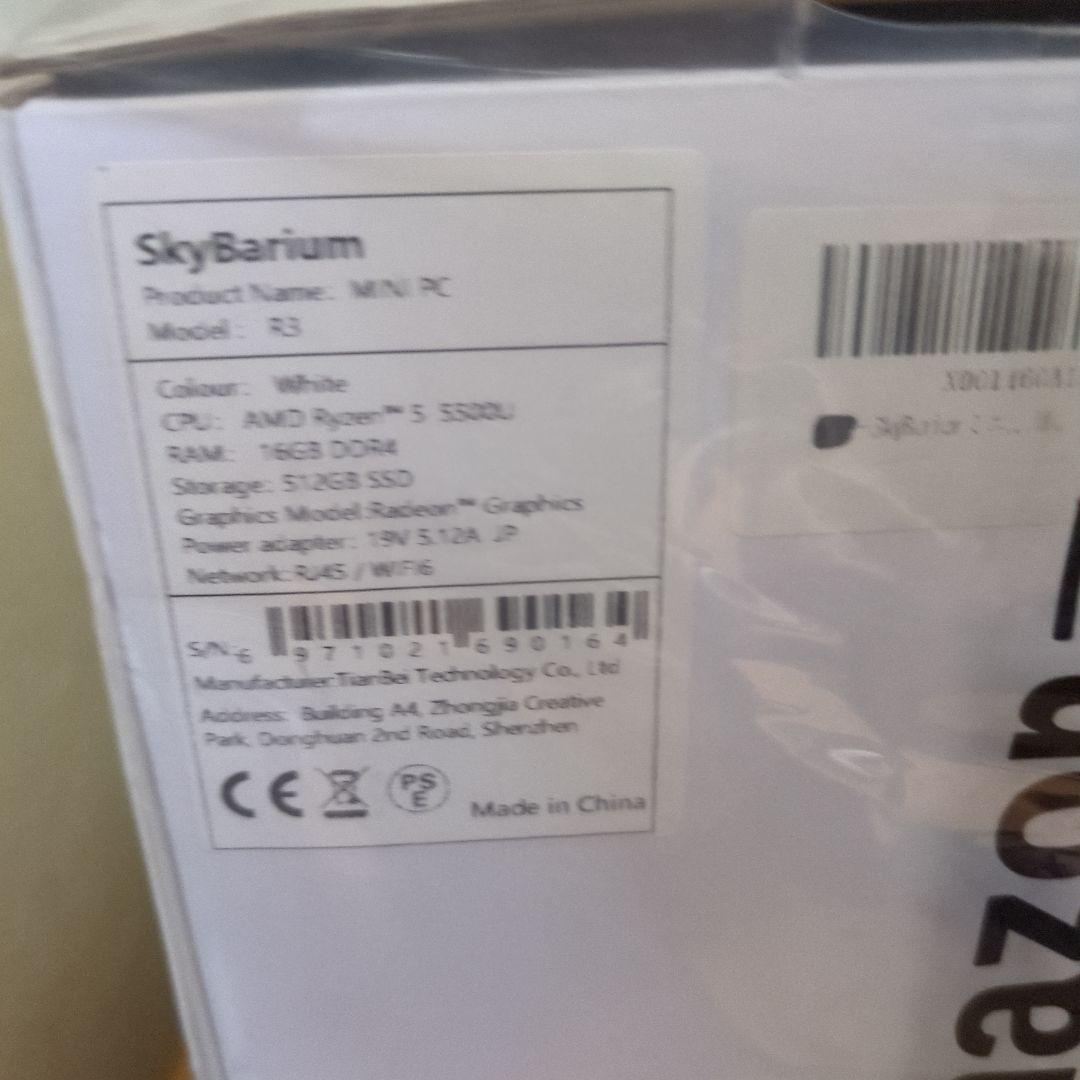 SkyBarium
Product Name: MINI PC
Model: R3
Colour: White
CPU: AMD Ryzen™ 5 5500U
RAM: 16GB DDR4
Storage: 512GB SSD
Graphics Model:Radeon™ Graphics
Power adapter: 19V 5.12A JP
Network:RJ45 / WIFI6
S/N: 6 971021 690164
Manufacturer:TianBei Technology Co., Ltd
Address: Building A4, Zhongjia Creative
Park, Donghuan 2nd Road, Shenzhen
CE
PS
E
Made in China
azon